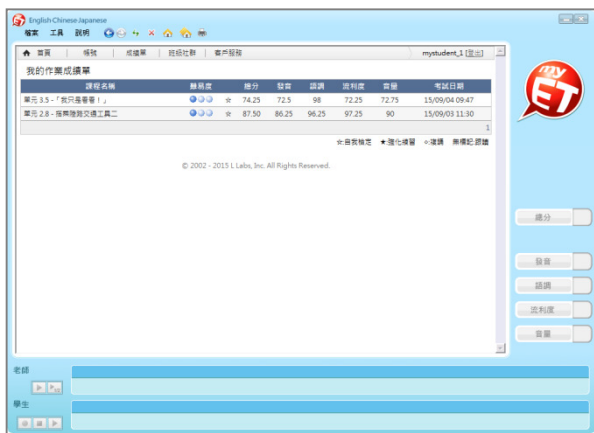 English Chinese Japanese
檔案 工具 說明
首頁 | 帳號 | 成績單 | 班級社群 | 客戶服務 mystudent_1 [登出]
我的作業成績單
課程名稱 難易度 總分 發音 語調 流利度 音量 考試日期
單元 3.5 -「我只是看看！」 ☆ 74.25 72.5 98 72.25 72.75 15/09/04 09:47
單元 2.8 - 搭乘陸路交通工具二 ☆ 87.50 86.25 96.25 97.25 90 15/09/03 11:30
1
☆:自我檢定 ★:強化練習 無標記:認讀
© 2002 - 2015 L Labs, Inc. All Rights Reserved.
my
ET
總分
發音
語調
流利度
音量
老師
學生